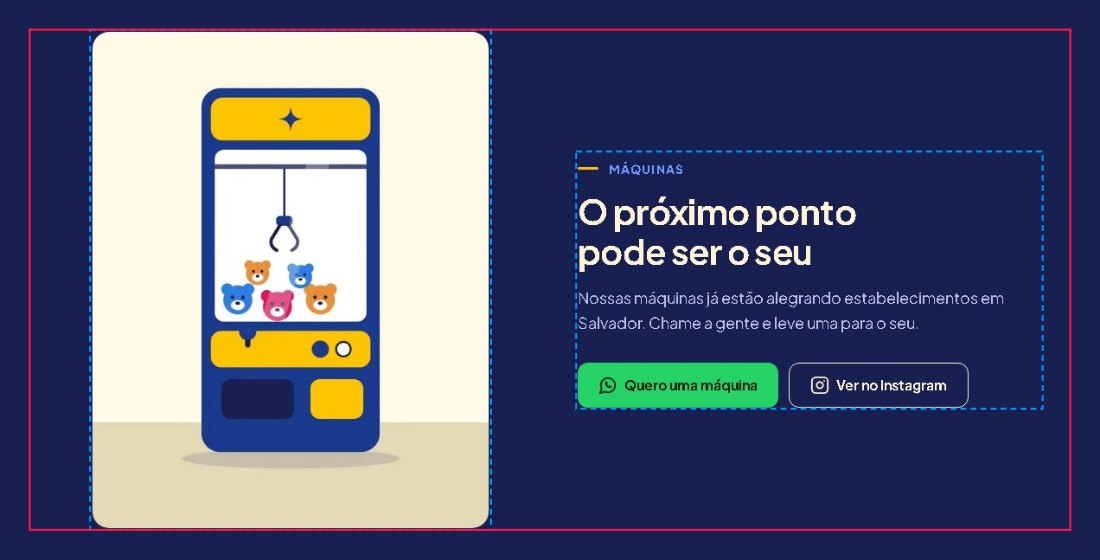 MÁQUINAS
O próximo ponto
pode ser o seu
Nossas máquinas já estão alegrando estabelecimentos em
Salvador. Chame a gente e leve uma para o seu.
Quero uma máquina
Ver no Instagram